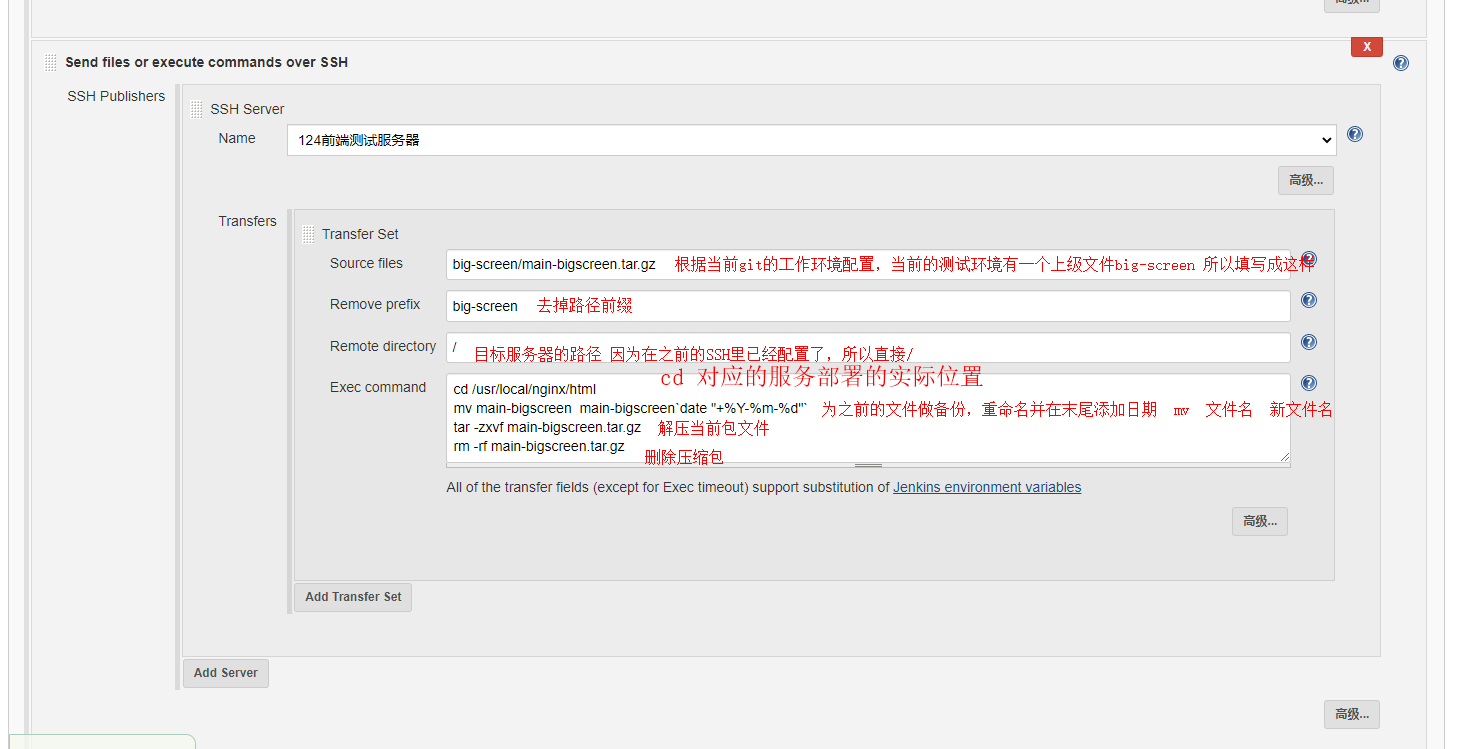 高级...
X
Send files or execute commands over SSH
SSH Publishers
SSH Server
Name
124前端测试服务器
高级...
Transfers
Transfer Set
Source files
big-screen/main-bigscreen.tar.gz 根据当前git的工作环境配置，当前的测试环境有一个上级文件big-screen 所以填写成这样
Remove prefix
big-screen 去掉路径前缀
Remote directory
/ 目标服务器的路径 因为在之前的SSH里已经配置了，所以直接/
cd 对应的服务部署的实际位置
Exec command
cd /usr/local/nginx/html
mv main-bigscreen main-bigscreen`date "+%Y-%m-%d"` 为之前的文件做备份，重命名并在末尾添加日期 mv 文件名 新文件名
tar -zxvf main-bigscreen.tar.gz 解压当前包文件
rm -rf main-bigscreen.tar.gz 删除压缩包
All of the transfer fields (except for Exec timeout) support substitution of Jenkins environment variables
高级...
Add Transfer Set
Add Server
高级...